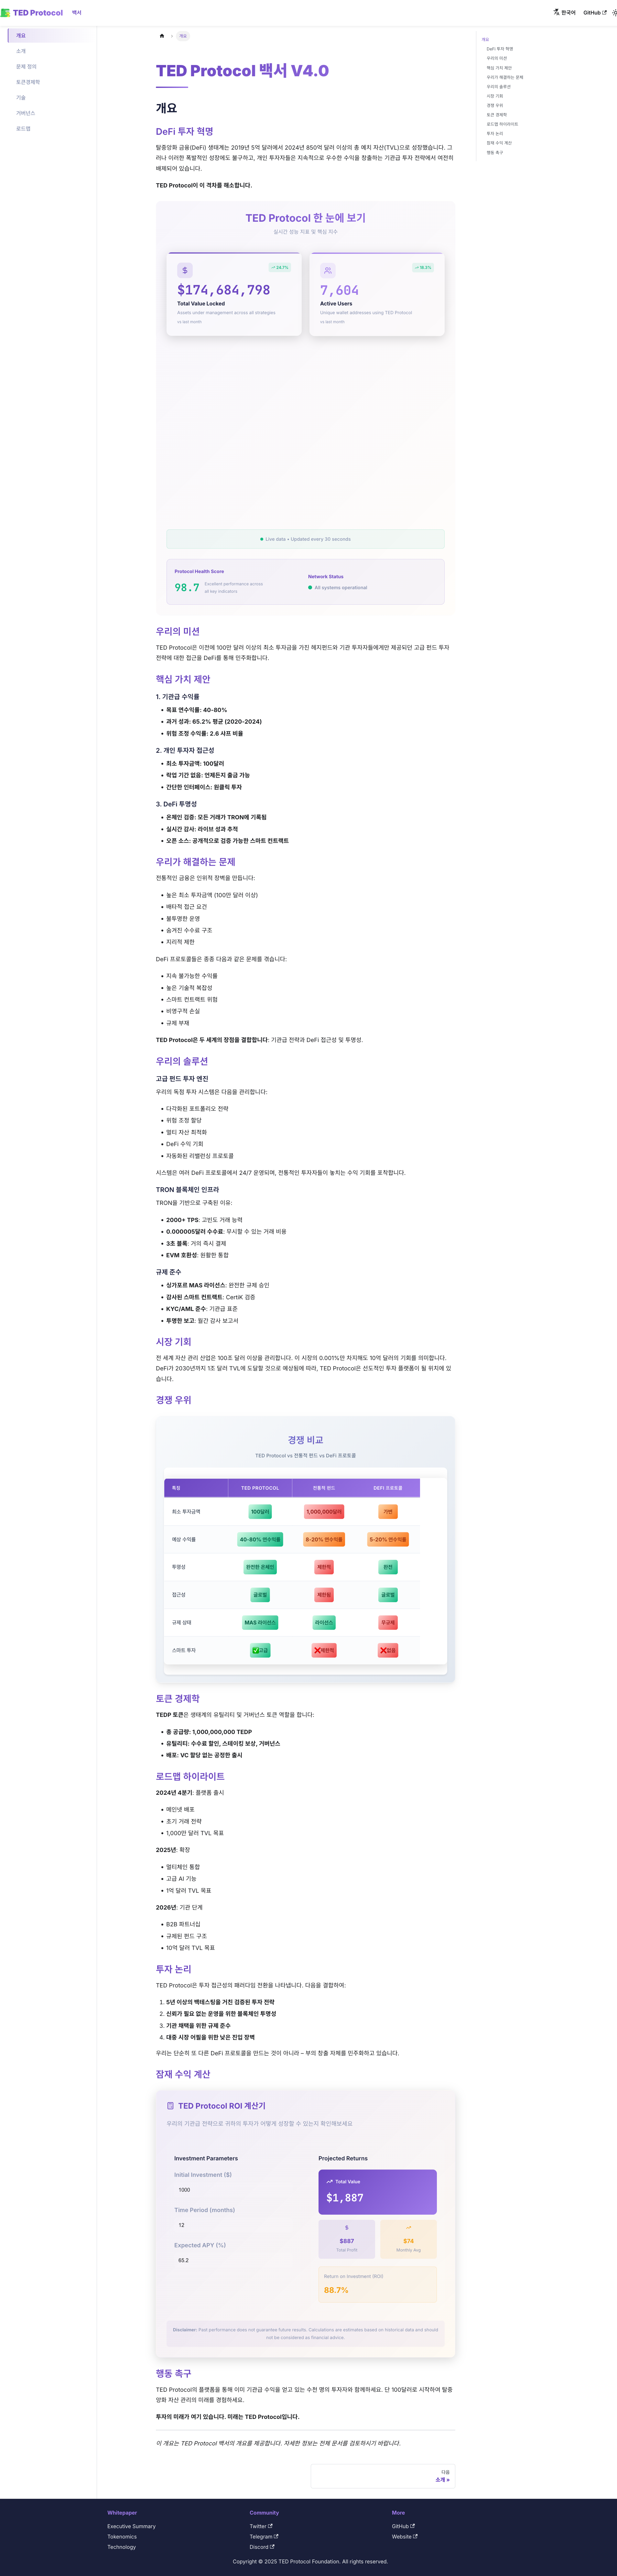 TED Protocol
백서
한국어
GitHub
개요
소개
문제 정의
토큰경제학
기술
거버넌스
로드맵
개요
개요
DeFi 투자 혁명
우리의 미션
핵심 가치 제안
우리가 해결하는 문제
우리의 솔루션
시장 기회
경쟁 우위
토큰 경제학
로드맵 하이라이트
투자 논리
잠재 수익 계산
행동 촉구
TED Protocol 백서 V4.0
개요
DeFi 투자 혁명
탈중앙화 금융(DeFi) 생태계는 2019년 5억 달러에서 2024년 850억 달러 이상의 총 예치 자산(TVL)으로 성장했습니다. 그
러나 이러한 폭발적인 성장에도 불구하고, 개인 투자자들은 지속적으로 우수한 수익을 창출하는 기관급 투자 전략에서 여전히
배제되어 있습니다.
TED Protocol이 이 격차를 해소합니다.
TED Protocol 한 눈에 보기
실시간 성능 지표 및 핵심 지수
24.7%
$174,684,798
Total Value Locked
Assets under management across all strategies
vs last month
18.3%
7,604
Active Users
Unique wallet addresses using TED Protocol
vs last month
Live data • Updated every 30 seconds
Protocol Health Score
98.7
Excellent performance across
all key indicators
Network Status
All systems operational
우리의 미션
TED Protocol은 이전에 100만 달러 이상의 최소 투자금을 가진 헤지펀드와 기관 투자자들에게만 제공되던 고급 펀드 투자
전략에 대한 접근을 DeFi를 통해 민주화합니다.
핵심 가치 제안
1. 기관급 수익률
• 목표 연수익률: 40-80%
• 과거 성과: 65.2% 평균 (2020-2024)
• 위험 조정 수익률: 2.6 샤프 비율
2. 개인 투자자 접근성
• 최소 투자금액: 100달러
• 락업 기간 없음: 언제든지 출금 가능
• 간단한 인터페이스: 원클릭 투자
3. DeFi 투명성
• 온체인 검증: 모든 거래가 TRON에 기록됨
• 실시간 감사: 라이브 성과 추적
• 오픈 소스: 공개적으로 검증 가능한 스마트 컨트랙트
우리가 해결하는 문제
전통적인 금융은 인위적 장벽을 만듭니다:
• 높은 최소 투자금액 (100만 달러 이상)
• 배타적 접근 요건
• 불투명한 운영
• 숨겨진 수수료 구조
• 지리적 제한
DeFi 프로토콜들은 종종 다음과 같은 문제를 겪습니다:
• 지속 불가능한 수익률
• 높은 기술적 복잡성
• 스마트 컨트랙트 위험
• 비영구적 손실
• 규제 부재
TED Protocol은 두 세계의 장점을 결합합니다: 기관급 전략과 DeFi 접근성 및 투명성.
우리의 솔루션
고급 펀드 투자 엔진
우리의 독점 투자 시스템은 다음을 관리합니다:
• 다각화된 포트폴리오 전략
• 위험 조정 할당
• 멀티 자산 최적화
• DeFi 수익 기회
• 자동화된 리밸런싱 프로토콜
시스템은 여러 DeFi 프로토콜에서 24/7 운영되며, 전통적인 투자자들이 놓치는 수익 기회를 포착합니다.
TRON 블록체인 인프라
TRON을 기반으로 구축된 이유:
• 2000+ TPS: 고빈도 거래 능력
• 0.000005달러 수수료: 무시할 수 있는 거래 비용
• 3초 블록: 거의 즉시 결제
• EVM 호환성: 원활한 통합
규제 준수
• 싱가포르 MAS 라이선스: 완전한 규제 승인
• 감사된 스마트 컨트랙트: CertiK 검증
• KYC/AML 준수: 기관급 표준
• 투명한 보고: 월간 감사 보고서
시장 기회
전 세계 자산 관리 산업은 100조 달러 이상을 관리합니다. 이 시장의 0.001%만 차지해도 10억 달러의 기회를 의미합니다.
DeFi가 2030년까지 1조 달러 TVL에 도달할 것으로 예상됨에 따라, TED Protocol은 선도적인 투자 플랫폼이 될 위치에 있
습니다.
경쟁 우위
경쟁 비교
TED Protocol vs 전통적 펀드 vs DeFi 프로토콜
특징 TED PROTOCOL 전통적 펀드 DEFI 프로토콜
최소 투자금액 100달러 1,000,000달러 가변
예상 수익률 40-80% 연수익률 8-20% 연수익률 5-20% 연수익률
투명성 완전한 온체인 제한적 완전
접근성 글로벌 제한됨 글로벌
규제 상태 MAS 라이선스 라이선스 무규제
스마트 투자 ✅고급 ❌제한적 ❌없음
토큰 경제학
TEDP 토큰은 생태계의 유틸리티 및 거버넌스 토큰 역할을 합니다:
• 총 공급량: 1,000,000,000 TEDP
• 유틸리티: 수수료 할인, 스테이킹 보상, 거버넌스
• 배포: VC 할당 없는 공정한 출시
로드맵 하이라이트
2024년 4분기: 플랫폼 출시
• 메인넷 배포
• 초기 거래 전략
• 1,000만 달러 TVL 목표
2025년: 확장
• 멀티체인 통합
• 고급 AI 기능
• 1억 달러 TVL 목표
2026년: 기관 단계
• B2B 파트너십
• 규제된 펀드 구조
• 10억 달러 TVL 목표
투자 논리
TED Protocol은 투자 접근성의 패러다임 전환을 나타냅니다. 다음을 결합하여:
1. 5년 이상의 백테스팅을 거친 검증된 투자 전략
2. 신뢰가 필요 없는 운영을 위한 블록체인 투명성
3. 기관 채택을 위한 규제 준수
4. 대중 시장 어필을 위한 낮은 진입 장벽
우리는 단순히 또 다른 DeFi 프로토콜을 만드는 것이 아니라 – 부의 창출 자체를 민주화하고 있습니다.
잠재 수익 계산
TED Protocol ROI 계산기
우리의 기관급 전략으로 귀하의 투자가 어떻게 성장할 수 있는지 확인해보세요
Investment Parameters
Initial Investment ($)
1000
Time Period (months)
12
Expected APY (%)
65.2
Projected Returns
Total Value
$1,887
$887
Total Profit
$74
Monthly Avg
Return on Investment (ROI)
88.7%
Disclaimer: Past performance does not guarantee future results. Calculations are estimates based on historical data and should
not be considered as financial advice.
행동 촉구
TED Protocol의 플랫폼을 통해 이미 기관급 수익을 얻고 있는 수천 명의 투자자와 함께하세요. 단 100달러로 시작하여 탈중
앙화 자산 관리의 미래를 경험하세요.
투자의 미래가 여기 있습니다. 미래는 TED Protocol입니다.
이 개요는 TED Protocol 백서의 개요를 제공합니다. 자세한 정보는 전체 문서를 검토하시기 바랍니다.
다음
소개 »
Whitepaper
Executive Summary
Tokenomics
Technology
Community
Twitter
Telegram
Discord
More
GitHub
Website
Copyright © 2025 TED Protocol Foundation. All rights reserved.